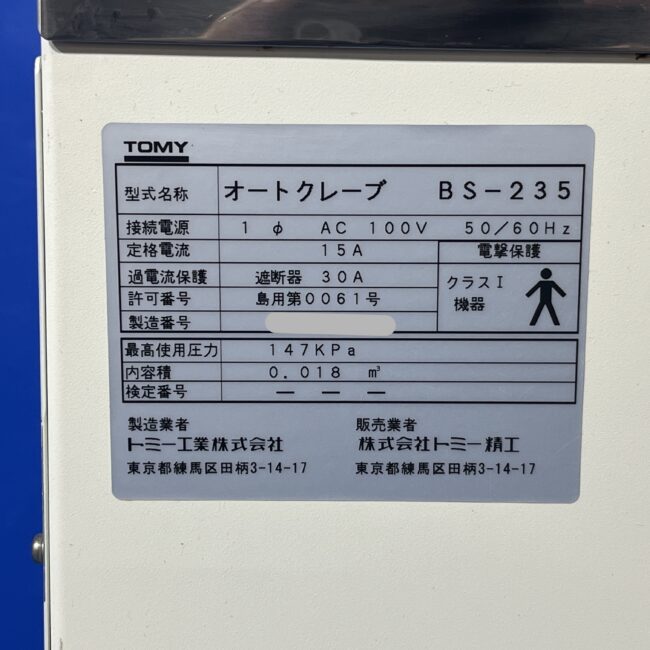 TOMY
型式名称 オートクレーブ BS-235
接続電源 1 φ AC 100V 50/60Hz
定格電流 15A
電撃保護
過電流保護 遮断器 30A
クラスⅠ
機器
許可番号 島用第0061号
製造番号
最高使用圧力 147KPa
内容積 0.018 ㎥
検定番号 ― ― ―
製造業者
トミー工業株式会社
東京都練馬区田柄3-14-17
販売業者
株式会社トミー精工
東京都練馬区田柄3-14-17